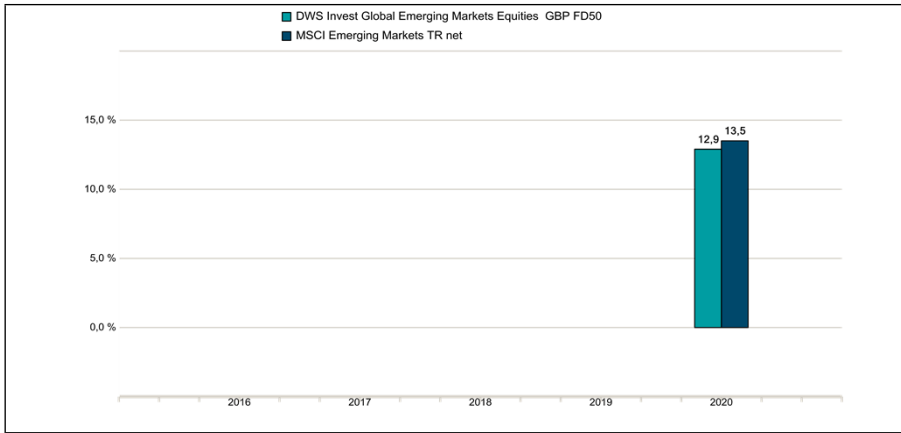 DWS Invest Global Emerging Markets Equities GBP FD50
MSCI Emerging Markets TR net
15,0 %
12,9
13,5
10,0 %
5,0 %
0,0 %
2016 2017 2018 2019 2020